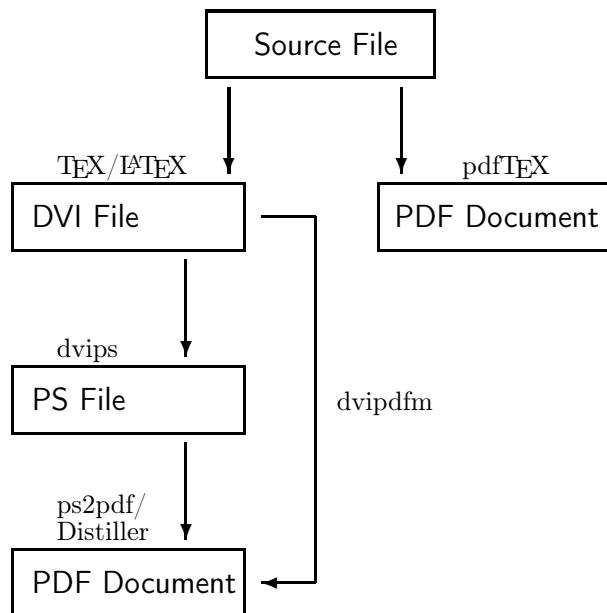 Source File
TEX/LATEX
pdfTEX
DVI File
PDF Document
dvips
PS File
dvipdfm
ps2pdf/
Distiller
PDF Document